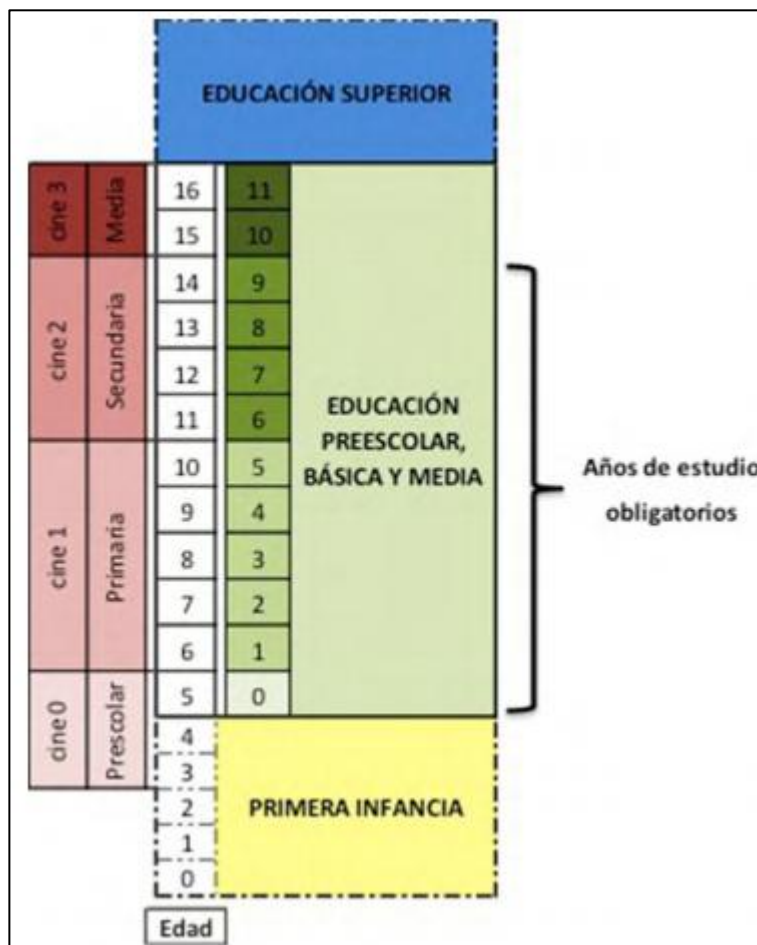 EDUCACIÓN SUPERIOR
cine 3
Media
16
11
15
10
cine 2
Secundaria
14
9
13
8
12
7
11
6
cine 1
Primaria
10
5
9
4
8
3
7
2
6
1
cine 0
Prescolar
5
0
4
3
2
1
0
EDUCACIÓN
PREESCOLAR,
BÁSICA Y MEDIA
Años de estudio
obligatorios
PRIMERA INFANCIA
Edad